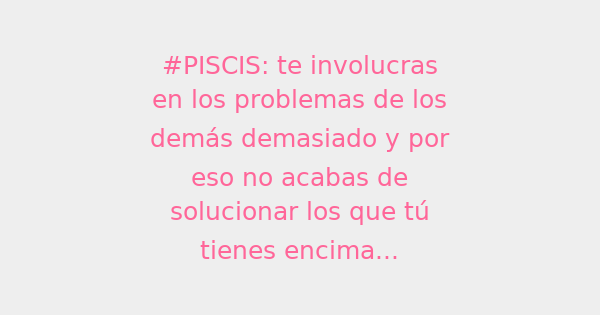 #PISCIS: te involucras
en los problemas de los
demás demasiado y por
eso no acabas de
solucionar los que tú
tienes encima...